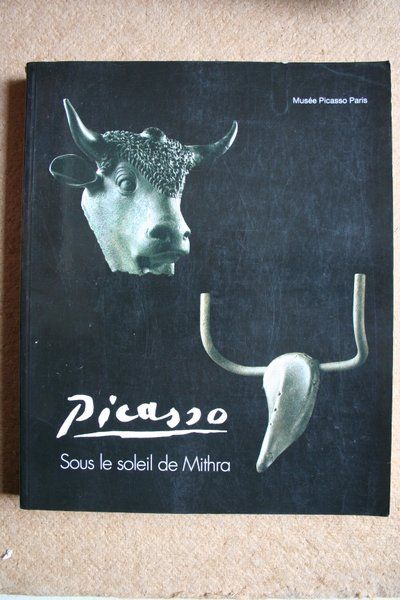 Musée Picasso Paris
Picasso
Sous le soleil de Mithra